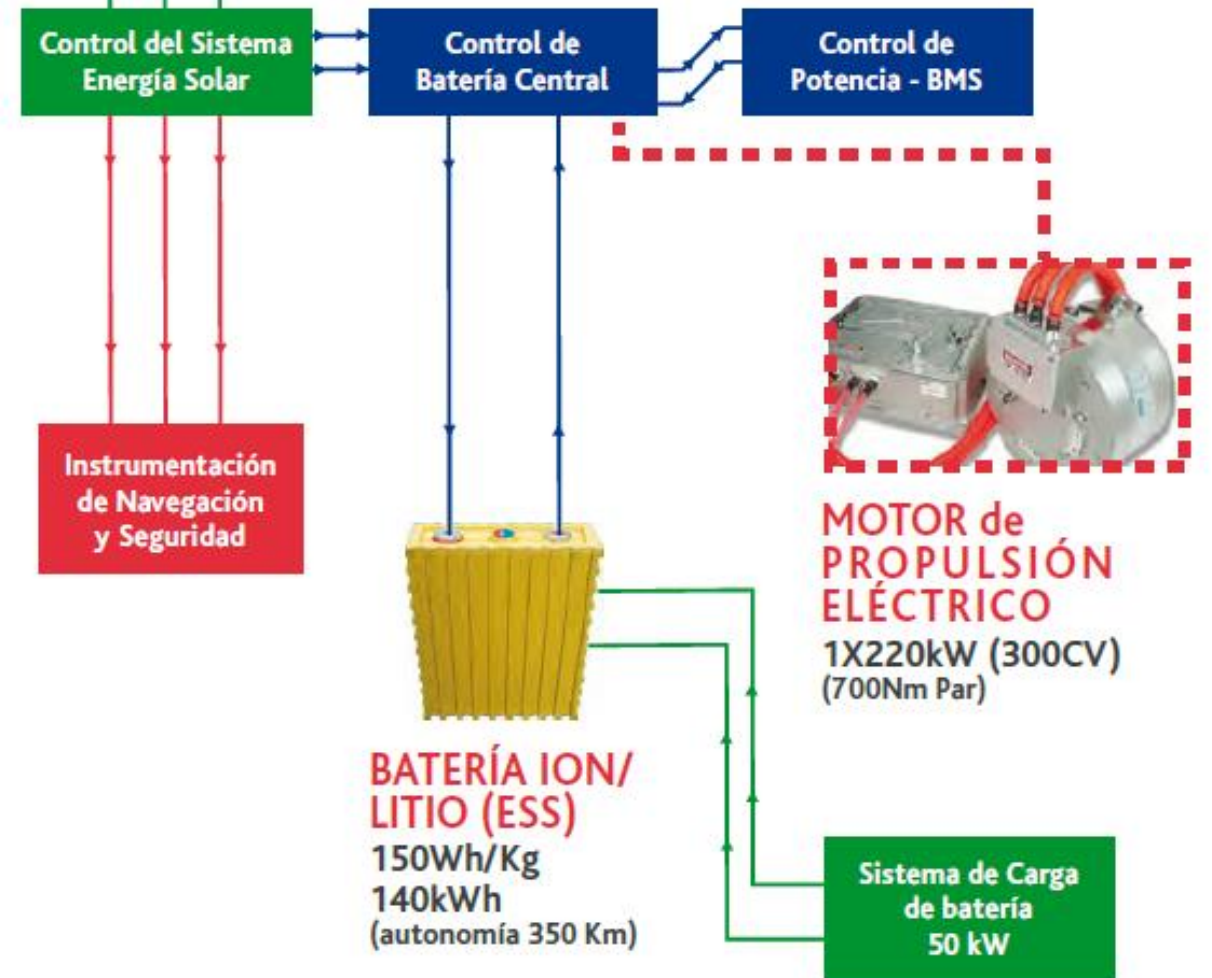 Control del Sistema
Energía Solar
Control de
Batería Central
Control de
Potencia - BMS
Instrumentación
de Navegación
y Seguridad
MOTOR de
PROPULSIÓN
ELÉCTRICO
1X220kW (300CV)
(700Nm Par)
BATERÍA ION/
LITIO (ESS)
150Wh/Kg
140kWh
(autonomía 350 Km)
Sistema de Carga
de batería
50 kW